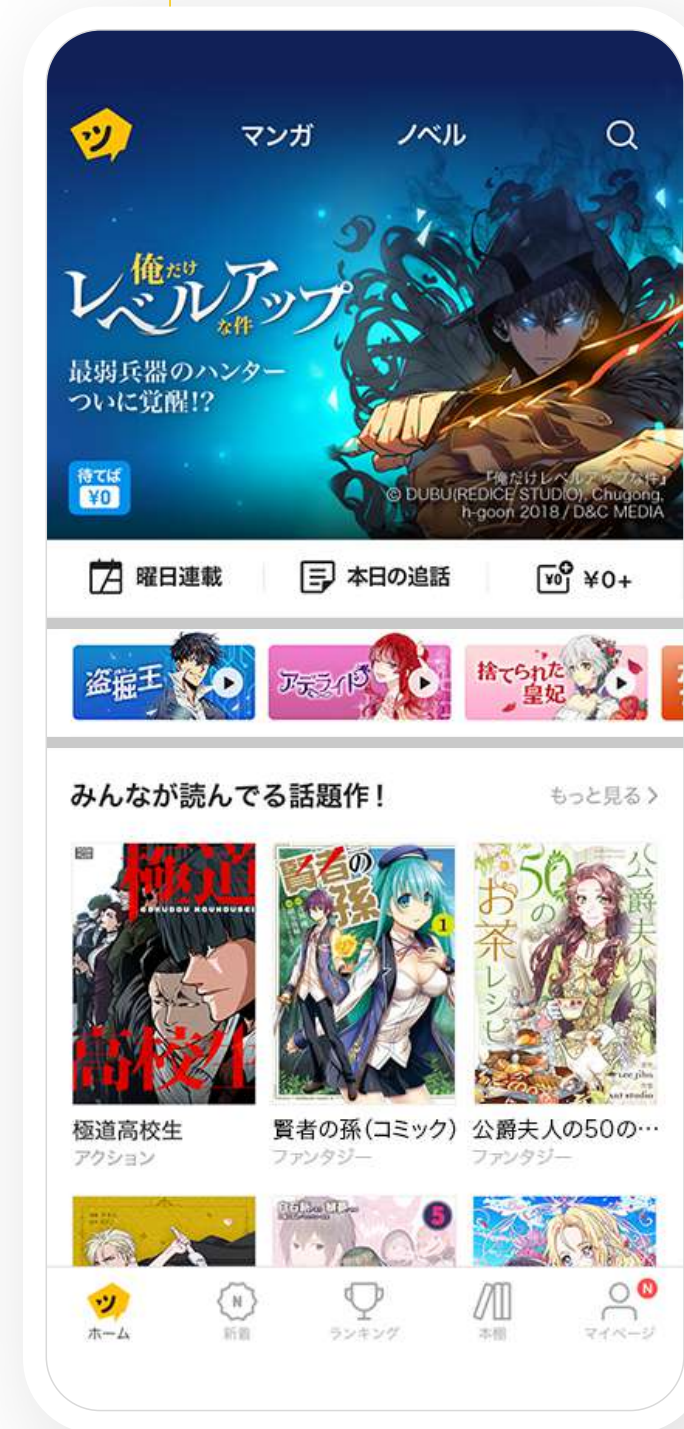 ツ
マンガ ノベル
俺だけ
レベルアップ
な件
最弱兵器のハンター
ついに覚醒!?
待てば
¥0
『俺だけレベルアップな件』
© DUBU(REDICE STUDIO), Chugong,
h-goon 2018 / D&C MEDIA
曜日連載 本日の追話 ¥0 ¥0+
盗掘王 アデライド 捨てられた
皇妃
みんなが読んでる話題作! もっと見る >
極道
GOKUDOU KOUKOUSEI
高校生
賢者の孫
1
公爵夫人の
50の
お茶レシピ
Lee jiha
極道高校生 賢者の孫(コミック) 公爵夫人の50の…
アクション ファンタジー ファンタジー
5
ツ N N
ホーム 新着 ランキング 本棚 マイページ